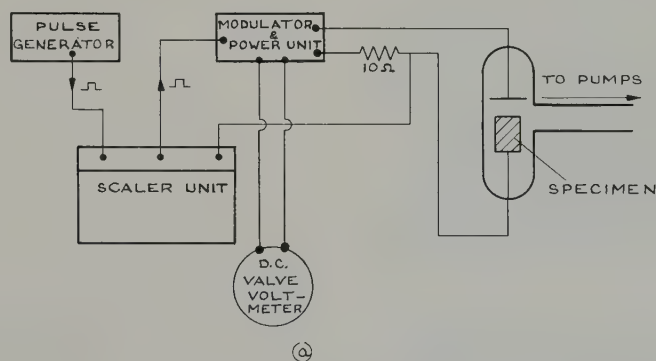 PULSE
GENERATOR
MODULATOR
&
POWER UNIT
10Ω
TO PUMPS
SCALER UNIT
SPECIMEN
D.C.
VALVE
VOLT-
METER
ⓐ